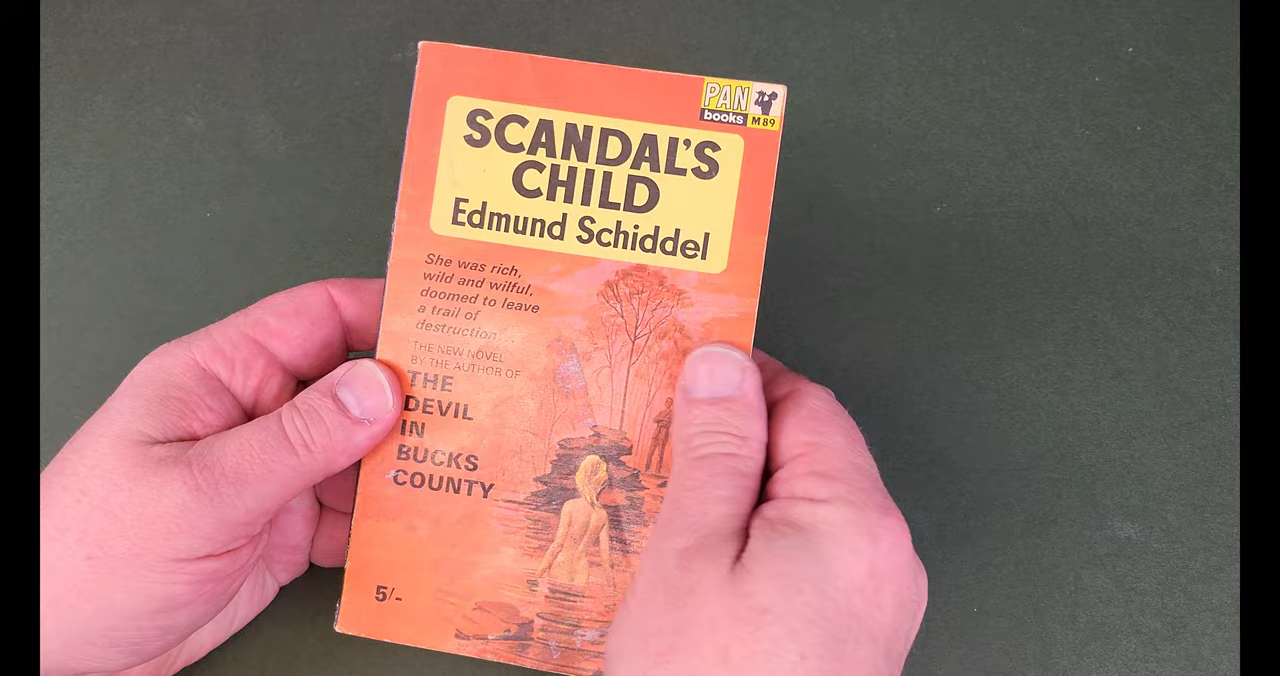 PAN
books M89
SCANDAL'S
CHILD
Edmund Schiddel
She was rich,
wild and wilful,
doomed to leave
a trail of
destruction...
THE NEW NOVEL
BY THE AUTHOR OF
THE
DEVIL
IN
BUCKS
COUNTY
5/-